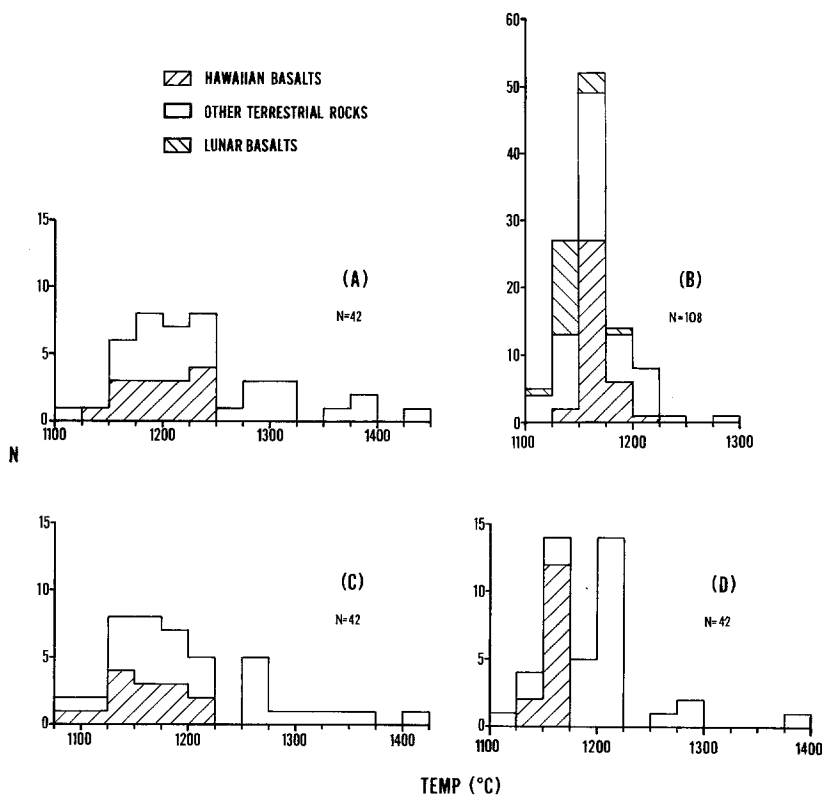 HAWAIIAN BASALTS
OTHER TERRESTRIAL ROCKS
LUNAR BASALTS
15
10
5
0
(A)
N=42
1100 1200 1300 1400
60
50
40
30
20
10
0
(B)
N=108
1100 1200 1300
N
15
10
5
0
(C)
N=42
1100 1200 1300 1400
15
10
5
0
(D)
N=42
1100 1200 1300 1400
TEMP (°C)